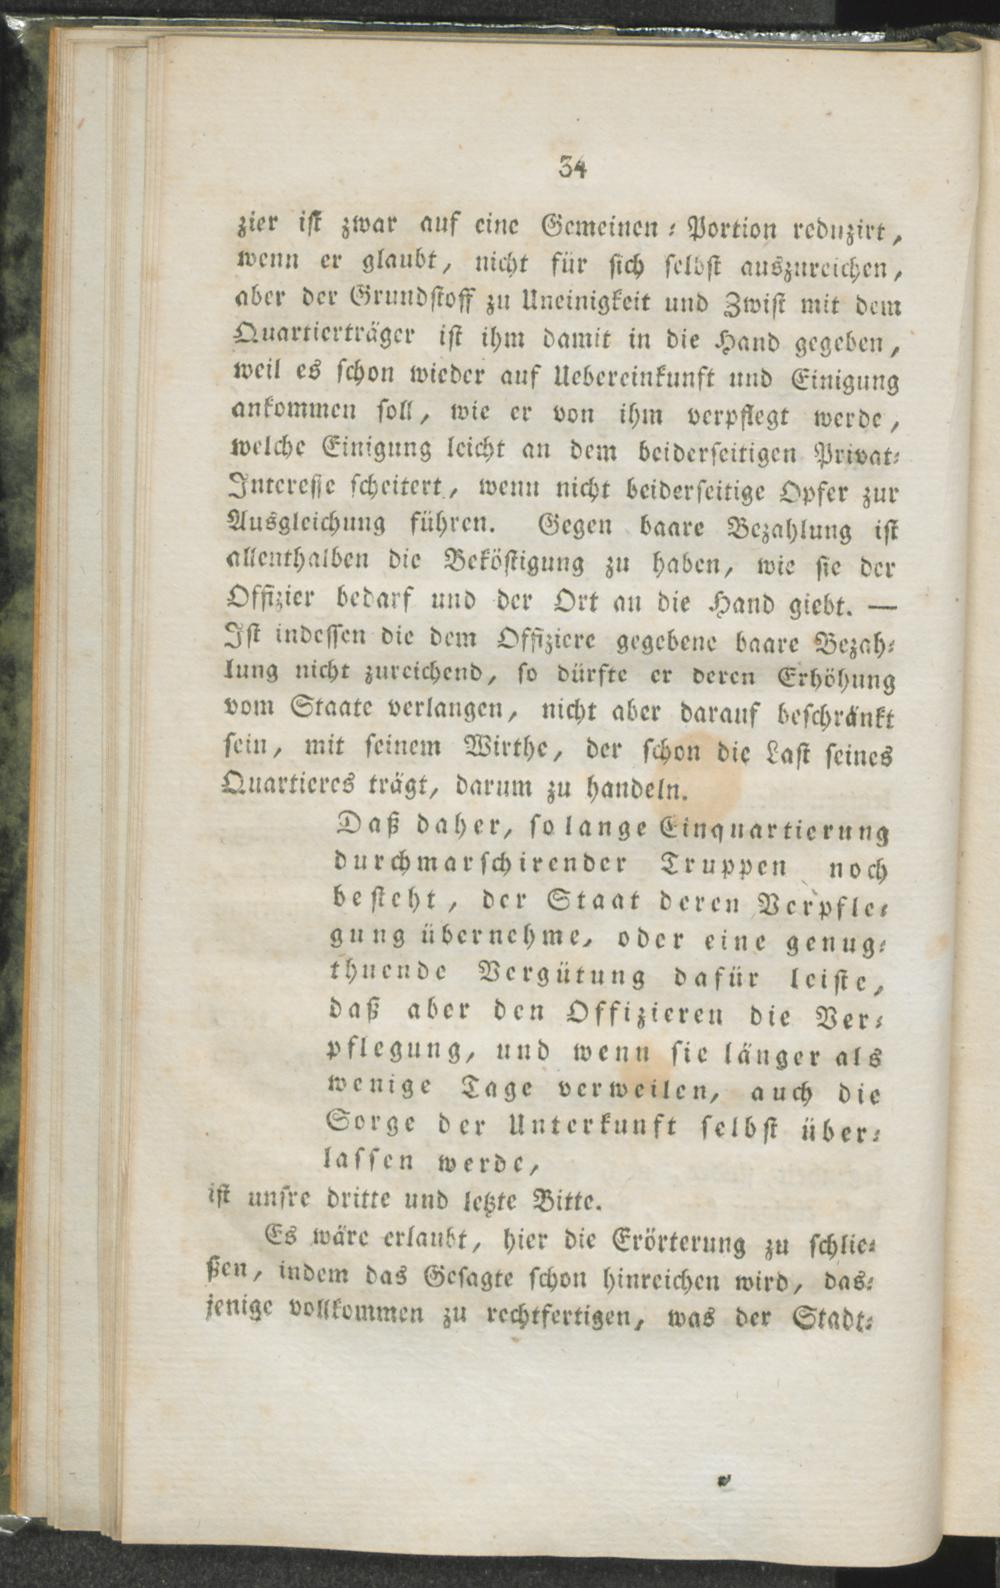 34
zier ist zwar auf eine Gemeinen-Portion reduzirt,
wenn er glaubt, nicht für sich selbst auszureichen,
aber der Grundstoff zu Uneinigkeit und Zwist mit dem
Quartierträger ist ihm damit in die Hand gegeben,
weil es schon wieder auf Uebereinkunft und Einigung
ankommen soll, wie er von ihm verpflegt werde,
welche Einigung leicht an dem beiderseitigen Privat-
Interesse scheitert, wenn nicht beiderseitige Opfer zur
Ausgleichung führen. Gegen baare Bezahlung ist
allenthalben die Beköstigung zu haben, wie sie der
Offizier bedarf und der Ort an die Hand giebt. —
Ist indessen die dem Offiziere gegebene baare Bezah-
lung nicht zureichend, so dürfte er deren Erhöhung
vom Staate verlangen, nicht aber darauf beschränkt
sein, mit seinem Wirthe, der schon die Last seines
Quartieres trägt, darum zu handeln.
Daß daher, so lange Einquartierung
durchmarschirender Truppen noch
besteht, der Staat deren Verpfle-
gung übernehme, oder eine genug-
thuende Vergütung dafür leiste,
daß aber den Offizieren die Ver-
pflegung, und wenn sie länger als
wenige Tage verweilen, auch die
Sorge der Unterkunft selbst über-
lassen werde,
ist unsre dritte und letzte Bitte.
Es wäre erlaubt, hier die Erörterung zu schlie-
ßen, indem das Gesagte schon hinreichen wird, das-
jenige vollkommen zu rechtfertigen, was der Stadt-